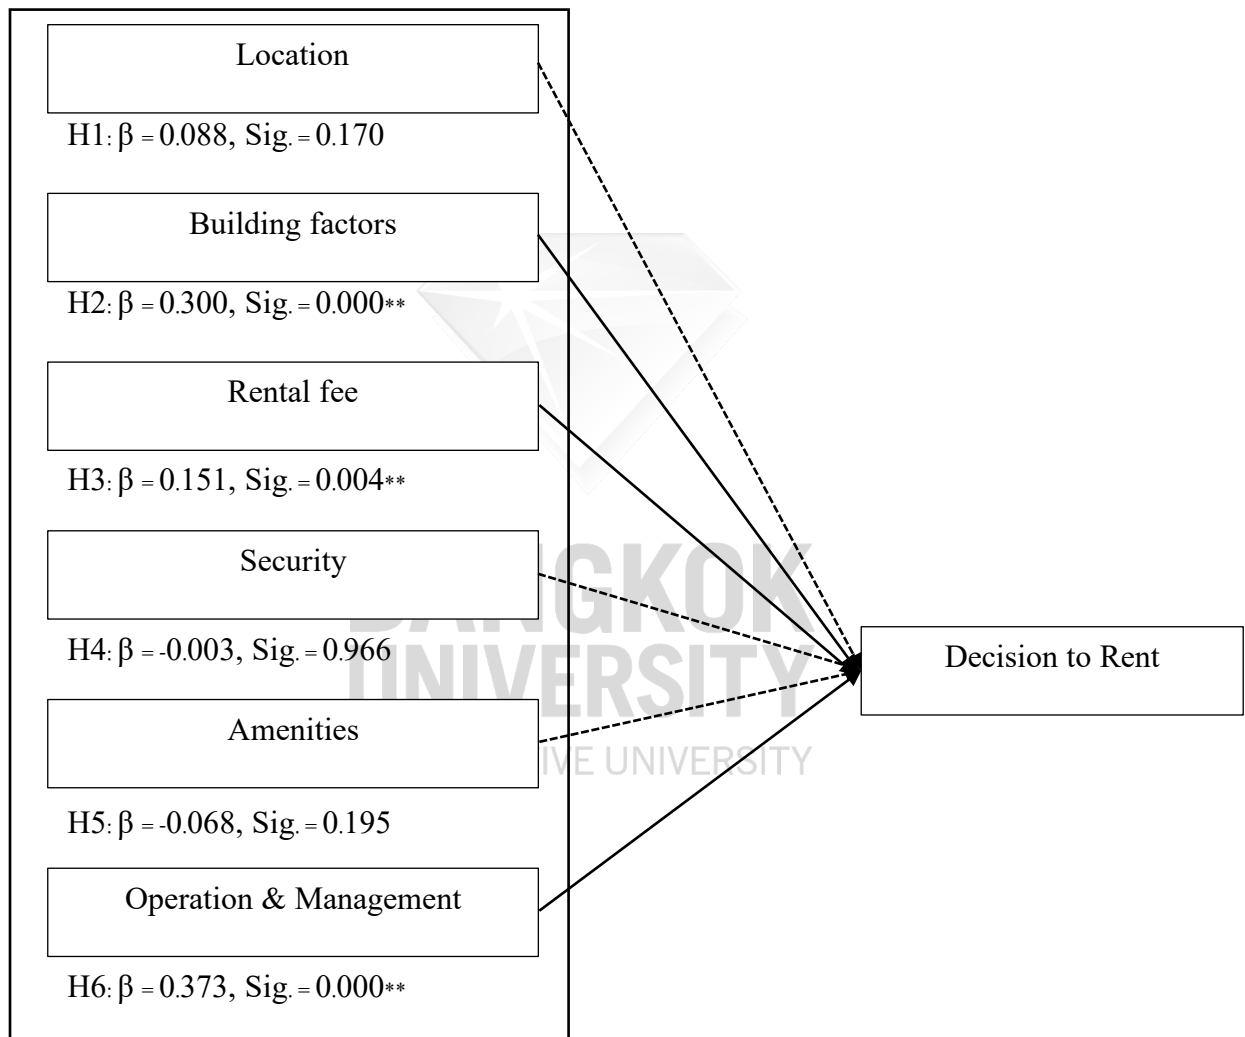 Location
H1: β = 0.088, Sig. = 0.170
Building factors
H2: β = 0.300, Sig. = 0.000**
Rental fee
H3: β = 0.151, Sig. = 0.004**
Security
H4: β = -0.003, Sig. = 0.966
Amenities
H5: β = -0.068, Sig. = 0.195
Operation & Management
H6: β = 0.373, Sig. = 0.000**
Decision to Rent
BANGKOK
UNIVERSITY
IVE UNIVERSITY